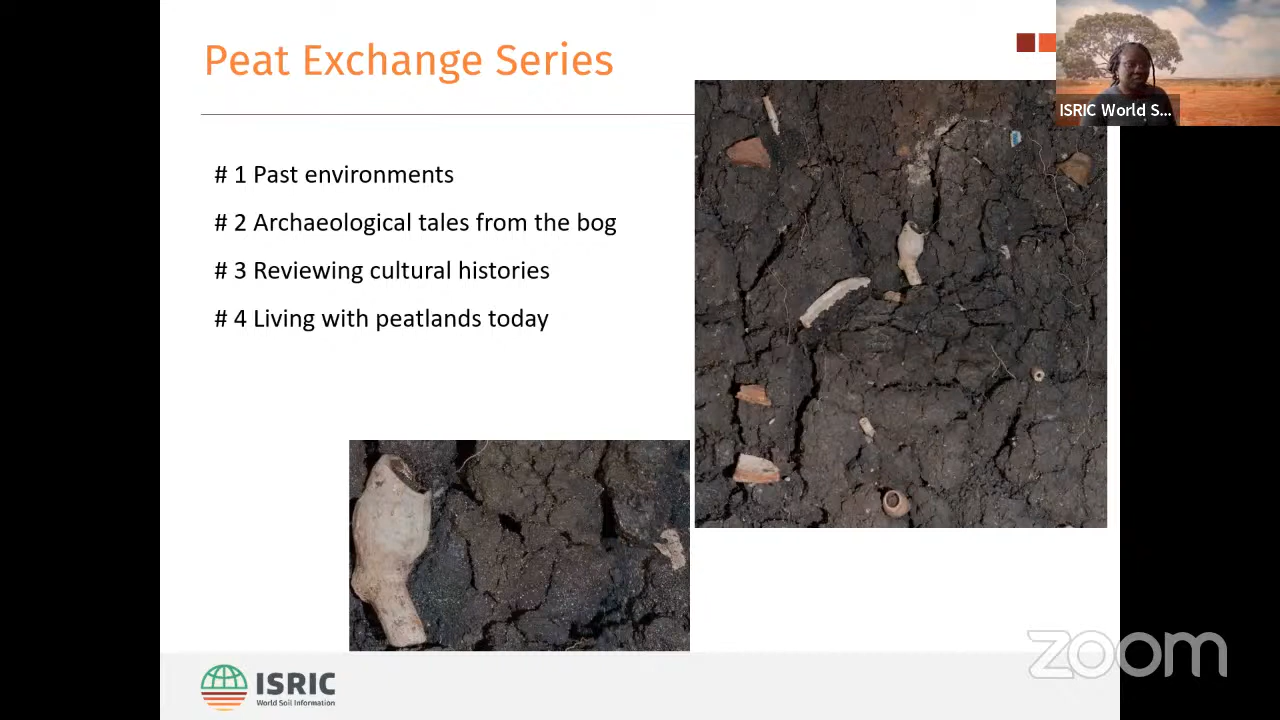 Peat Exchange Series
ISRIC World S...
# 1 Past environments
# 2 Archaeological tales from the bog
# 3 Reviewing cultural histories
# 4 Living with peatlands today
zoom
ISRIC
World Soil Information